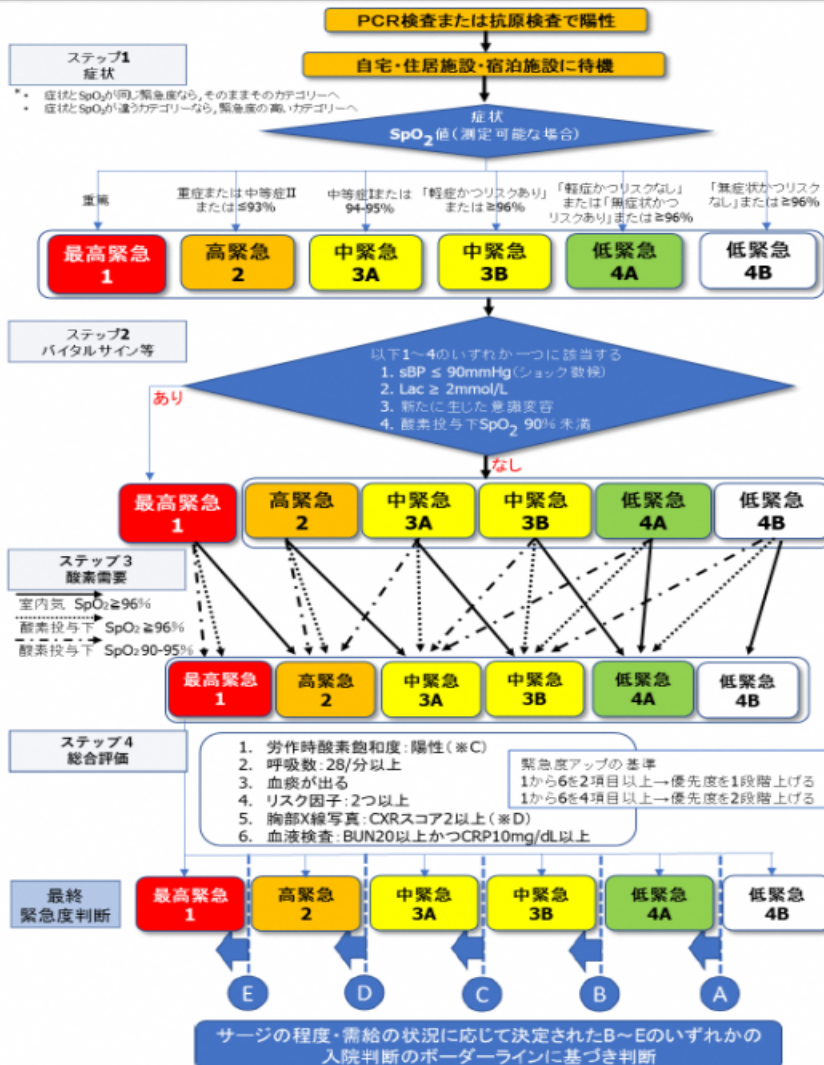 PCR検査または抗原検査で陽性
自宅・住居施設・宿泊施設に待機
ステップ1
症状
*・ 症状とSpO2が同じ緊急度なら,そのままそのカテゴリーへ
・ 症状とSpO2が違うカテゴリーなら,緊急度の高いカテゴリーへ
症状
SpO2値(測定可能な場合)
重篤
重症または中等症II
または≦93%
中等症Iまたは
94-95%
「軽症かつリスクあり」
または≧96%
「軽症かつリスクなし」
または「無症状かつ
リスクあり」または≧96%
「無症状かつリスク
なし」または≧96%
最高緊急
1
高緊急
2
中緊急
3A
中緊急
3B
低緊急
4A
低緊急
4B
ステップ2
バイタルサイン等
以下1~4のいずれか一つに該当する
1. sBP ≤ 90mmHg(ショック徴候)
2. Lac ≥ 2mmol/L
3. 新たに生じた意識変容
4. 酸素投与下SpO2 90% 未満
あり
なし
最高緊急
1
高緊急
2
中緊急
3A
中緊急
3B
低緊急
4A
低緊急
4B
ステップ3
酸素需要
室内気 SpO2≧96%
酸素投与下 SpO2≧96%
酸素投与下 SpO2 90-95%
最高緊急
1
高緊急
2
中緊急
3A
中緊急
3B
低緊急
4A
低緊急
4B
ステップ4
総合評価
1. 労作時酸素飽和度:陽性(※C)
2. 呼吸数:28/分以上
3. 血痰が出る
4. リスク因子:2つ以上
5. 胸部X線写真:CXRスコア2以上(※D)
6. 血液検査:BUN20以上かつCRP10mg/dL以上
緊急度アップの基準
1から6を2項目以上→優先度を1段階上げる
1から6を4項目以上→優先度を2段階上げる
最終
緊急度判断
最高緊急
1
高緊急
2
中緊急
3A
中緊急
3B
低緊急
4A
低緊急
4B
E
D
C
B
A
サージの程度・需給の状況に応じて決定されたB~Eのいずれかの
入院判断のボーダーラインに基づき判断